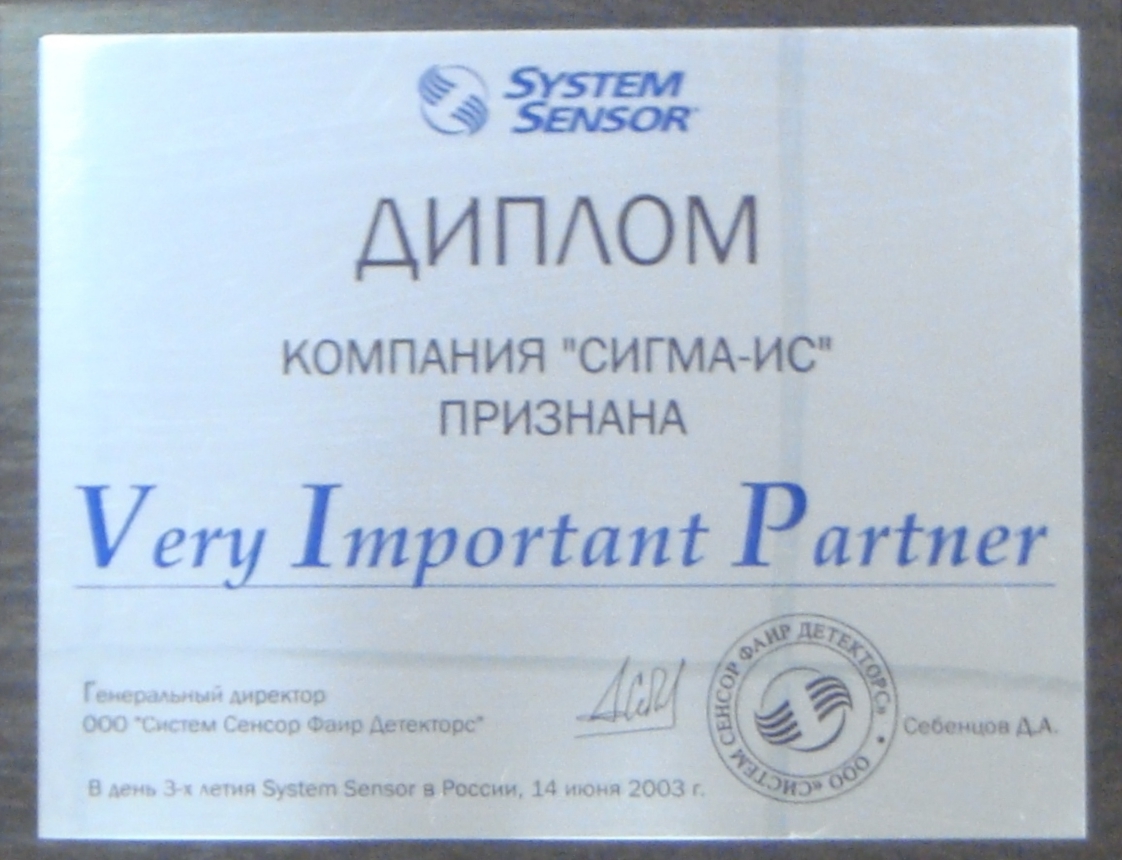 SYSTEM
SENSOR
ДИПЛОМ
КОМПАНИЯ "СИГМА-ИС"
ПРИЗНАНА
Very Important Partner
Генеральный директор
ООО "Систем Сенсор Фаир Детекторс"
ООО «СИСТЕМ СЕНСОР ФАИР ДЕТЕКТОРС»
Себенцов Д.А.
В день 3-х летия System Sensor в России, 14 июня 2003 г.